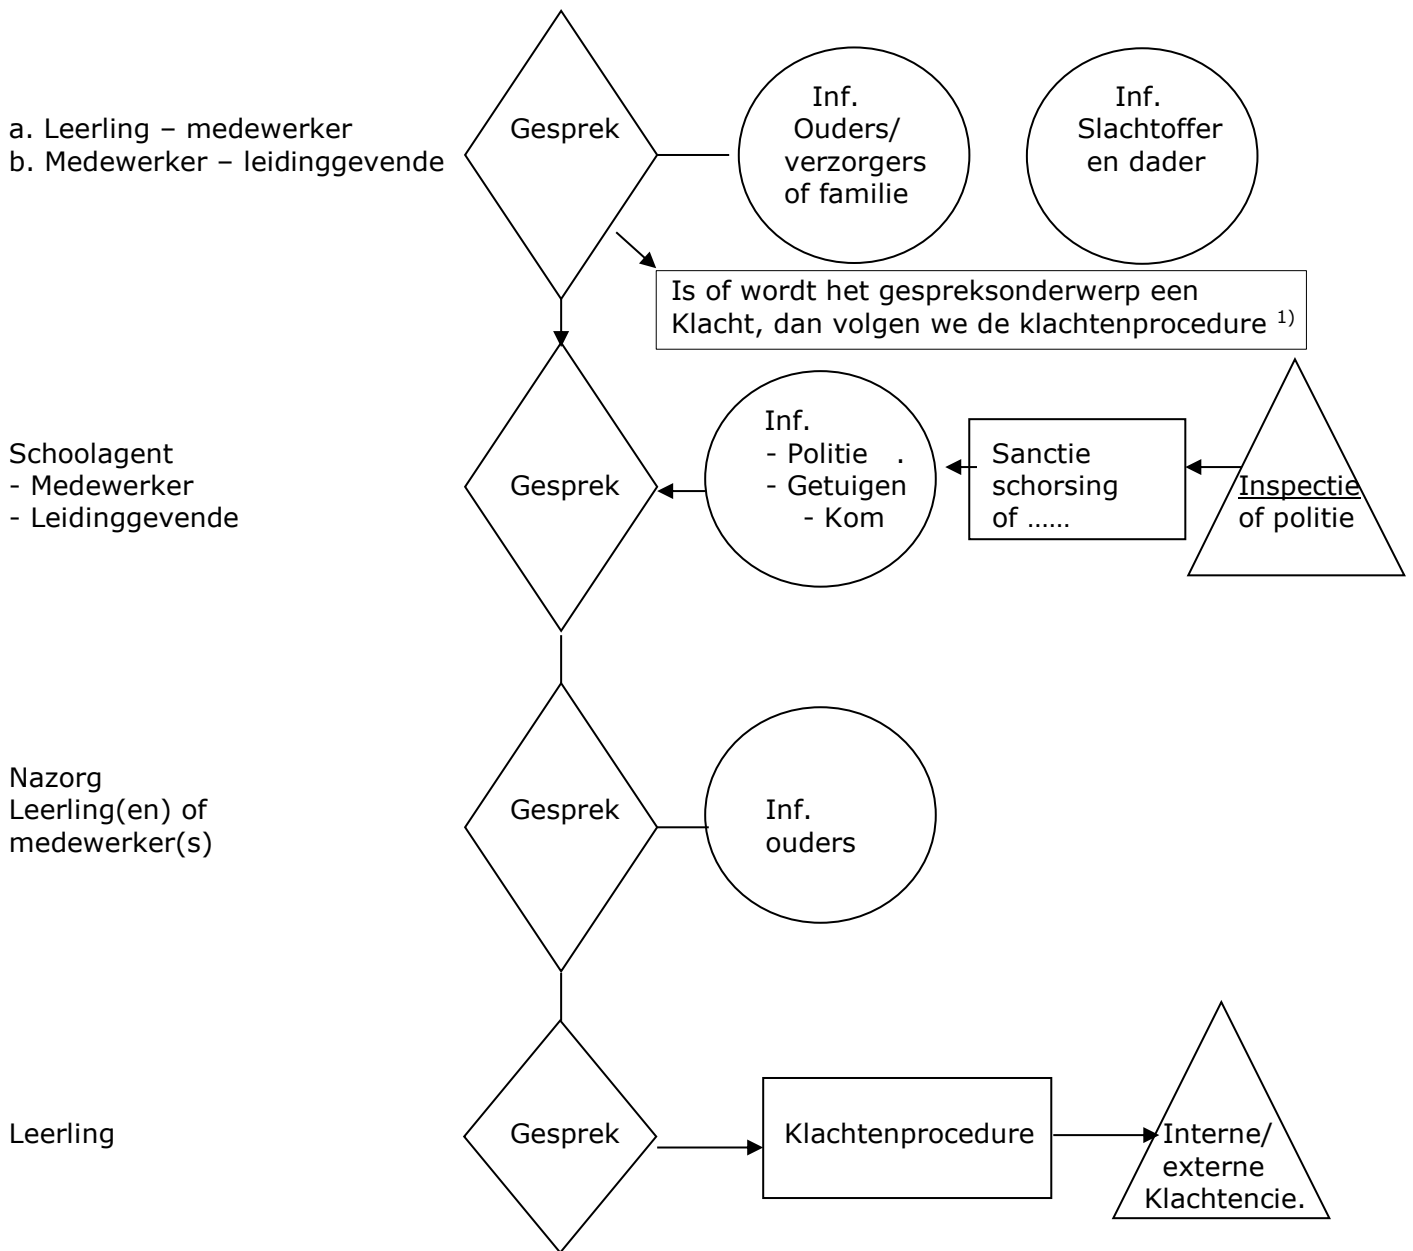 a. Leerling – medewerker
b. Medewerker – leidinggevende
Gesprek
Inf.
Ouders/
verzorgers
of familie
Inf.
Slachtoffer
en dader
Is of wordt het gespreksonderwerp een
Klacht, dan volgen we de klachtenprocedure 1)
Schoolagent
- Medewerker
- Leidinggevende
Gesprek
Inf.
- Politie .
- Getuigen
- Kom
Sanctie
schorsing
of ......
Inspectie
of politie
Nazorg
Leerling(en) of
medewerker(s)
Gesprek
Inf.
ouders
Leerling
Gesprek
Klachtenprocedure
Interne/
externe
Klachtencie.